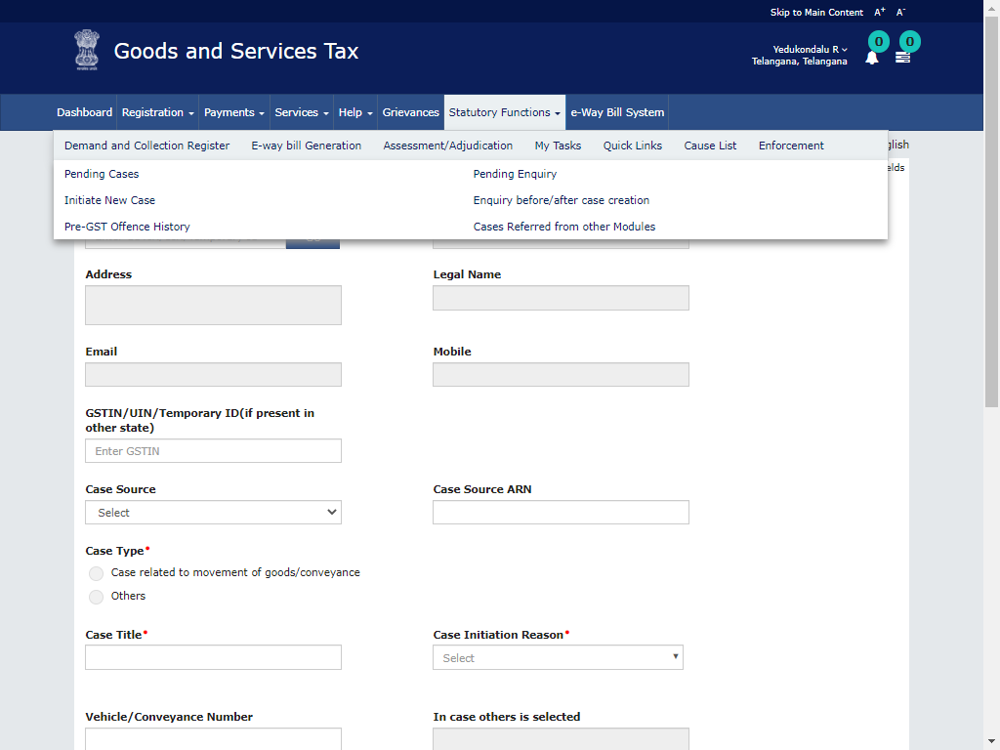 Skip to Main Content A+ A-
Goods and Services Tax
Yedukondalu R
Telangana, Telangana
0 0
Dashboard Registration Payments Services Help Grievances Statutory Functions e-Way Bill System
Demand and Collection Register E-way bill Generation Assessment/Adjudication My Tasks Quick Links Cause List Enforcement
glish
Pending Cases Pending Enquiry
elds
Initiate New Case Enquiry before/after case creation
Pre-GST Offence History Cases Referred from other Modules
Address Legal Name
Email Mobile
GSTIN/UIN/Temporary ID(if present in
other state)
Enter GSTIN
Case Source Case Source ARN
Select
Case Type*
Case related to movement of goods/conveyance
Others
Case Title* Case Initiation Reason*
Select
Vehicle/Conveyance Number In case others is selected